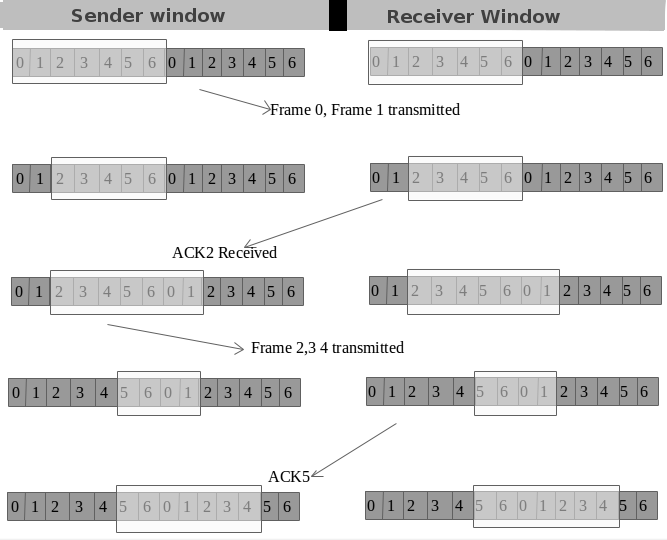 Sender window Receiver Window
0 1 2 3 4 5 6 0 1 2 3 4 5 6 0 1 2 3 4 5 6 0 1 2 3 4 5 6
Frame 0, Frame 1 transmitted
0 1 2 3 4 5 6 0 1 2 3 4 5 6 0 1 2 3 4 5 6 0 1 2 3 4 5 6
ACK2 Received
0 1 2 3 4 5 6 0 1 2 3 4 5 6 0 1 2 3 4 5 6 0 1 2 3 4 5 6
Frame 2,3 4 transmitted
0 1 2 3 4 5 6 0 1 2 3 4 5 6 0 1 2 3 4 5 6 0 1 2 3 4 5 6
ACK5
0 1 2 3 4 5 6 0 1 2 3 4 5 6 0 1 2 3 4 5 6 0 1 2 3 4 5 6